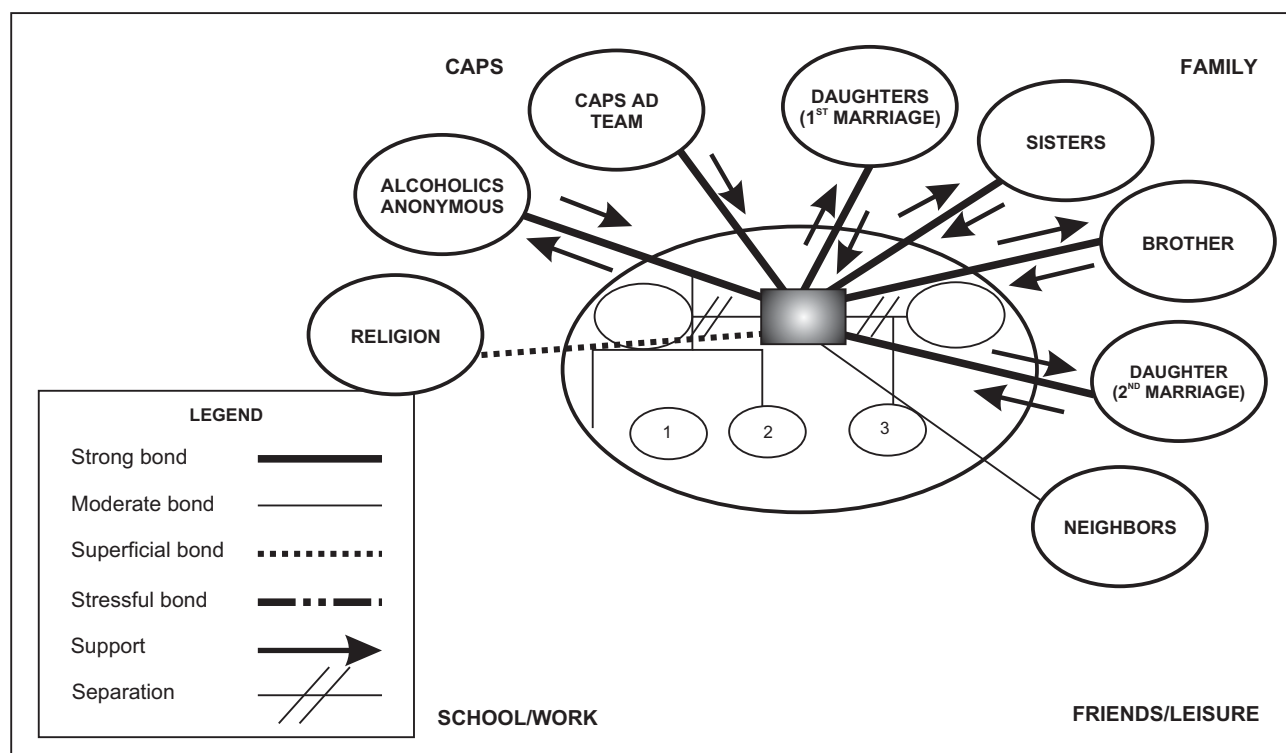 CAPS
FAMILY
CAPS AD
TEAM
DAUGHTERS
(1ST MARRIAGE)
SISTERS
ALCOHOLICS
ANONYMOUS
BROTHER
RELIGION
DAUGHTER
(2ND MARRIAGE)
1
2
3
NEIGHBORS
LEGEND
Strong bond
Moderate bond
Superficial bond
Stressful bond
Support
Separation
SCHOOL/WORK
FRIENDS/LEISURE